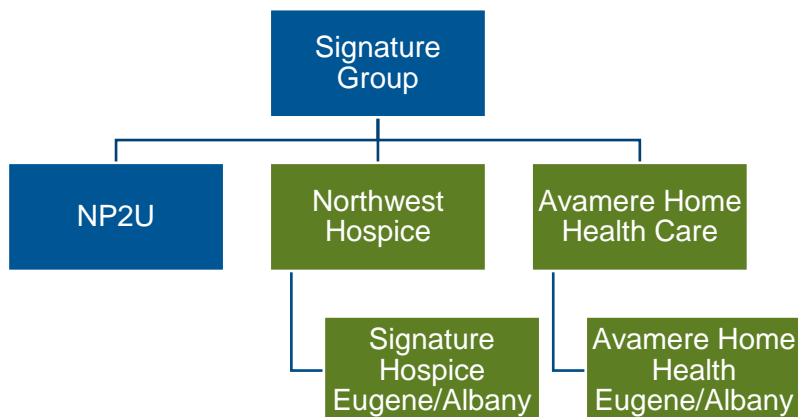 Signature
Group
NP2U
Northwest
Hospice
Avamere Home
Health Care
Signature
Hospice
Eugene/Albany
Avamere Home
Health
Eugene/Albany